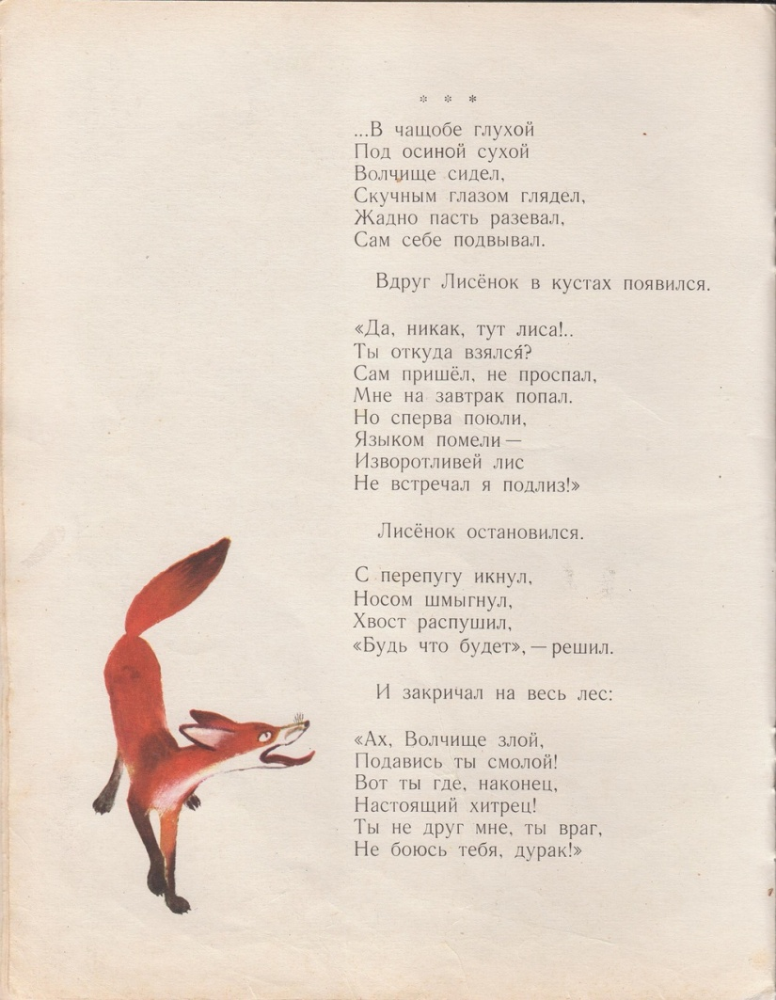 * * *
...В чащобе глухой
Под осиной сухой
Волчище сидел,
Скучным глазом глядел,
Жадно пасть разевал,
Сам себе подвывал.
Вдруг Лисёнок в кустах появился.
«Да, никак, тут лиса!..
Ты откуда взялся́?
Сам пришёл, не проспал,
Мне на завтрак попал.
Но сперва поюли,
Языком помели —
Изворотливей лис
Не встречал я подлиз!»
Лисёнок остановился.
С перепугу икнул,
Носом шмыгнул,
Хвост распушил,
«Будь что будет», — решил.
И закричал на весь лес:
«Ах, Волчище злой,
Подавись ты смолой!
Вот ты где, наконец,
Настоящий хитрец!
Ты не друг мне, ты враг,
Не боюсь тебя, дурак!»